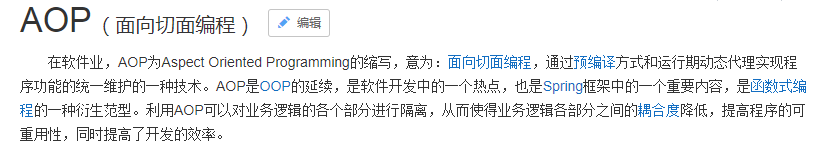 AOP（面向切面编程） 编辑
在软件业，AOP为Aspect Oriented Programming的缩写，意为：面向切面编程，通过预编译方式和运行期动态代理实现程
序功能的统一维护的一种技术。AOP是OOP的延续，是软件开发中的一个热点，也是Spring框架中的一个重要内容，是函数式编
程的一种衍生范型。利用AOP可以对业务逻辑的各个部分进行隔离，从而使得业务逻辑各部分之间的耦合度降低，提高程序的可
重用性，同时提高了开发的效率。